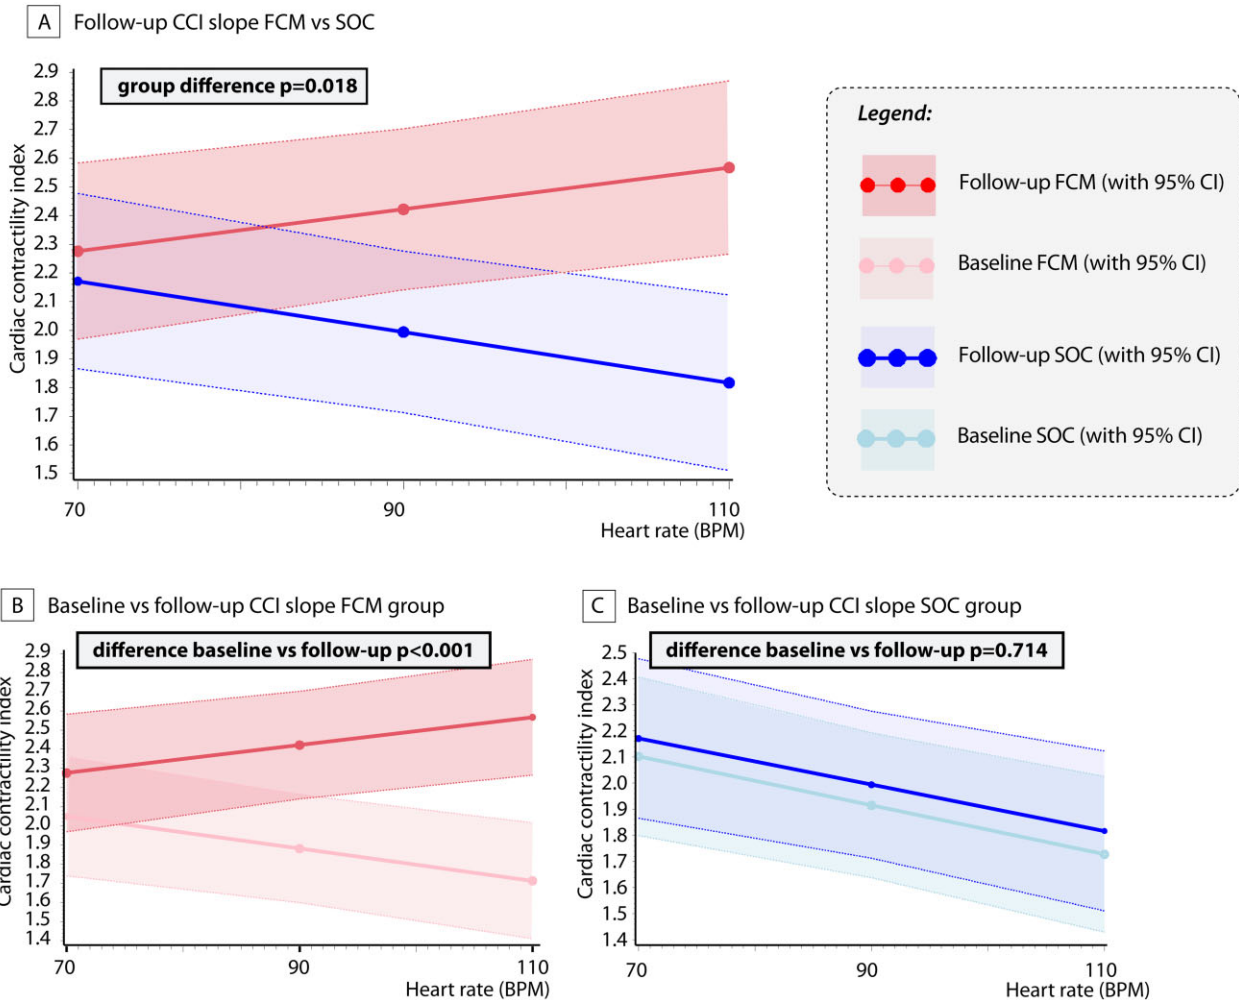 A Follow-up CCI slope FCM vs SOC
group difference p=0.018
Cardiac contractility index
2.9
2.8
2.7
2.6
2.5
2.4
2.3
2.2
2.1
2.0
1.9
1.8
1.7
1.6
1.5
70 90 110
Heart rate (BPM)
Legend:
Follow-up FCM (with 95% CI)
Baseline FCM (with 95% CI)
Follow-up SOC (with 95% CI)
Baseline SOC (with 95% CI)
B Baseline vs follow-up CCI slope FCM group
difference baseline vs follow-up p<0.001
Cardiac contractility index
2.9
2.8
2.7
2.6
2.5
2.4
2.3
2.2
2.1
2.0
1.9
1.8
1.7
1.6
1.5
1.4
70 90 110
Heart rate (BPM)
C Baseline vs follow-up CCI slope SOC group
difference baseline vs follow-up p=0.714
Cardiac contractility index
2.5
2.4
2.3
2.2
2.1
2.0
1.9
1.8
1.7
1.6
1.5
1.4
70 90 110
Heart rate (BPM)